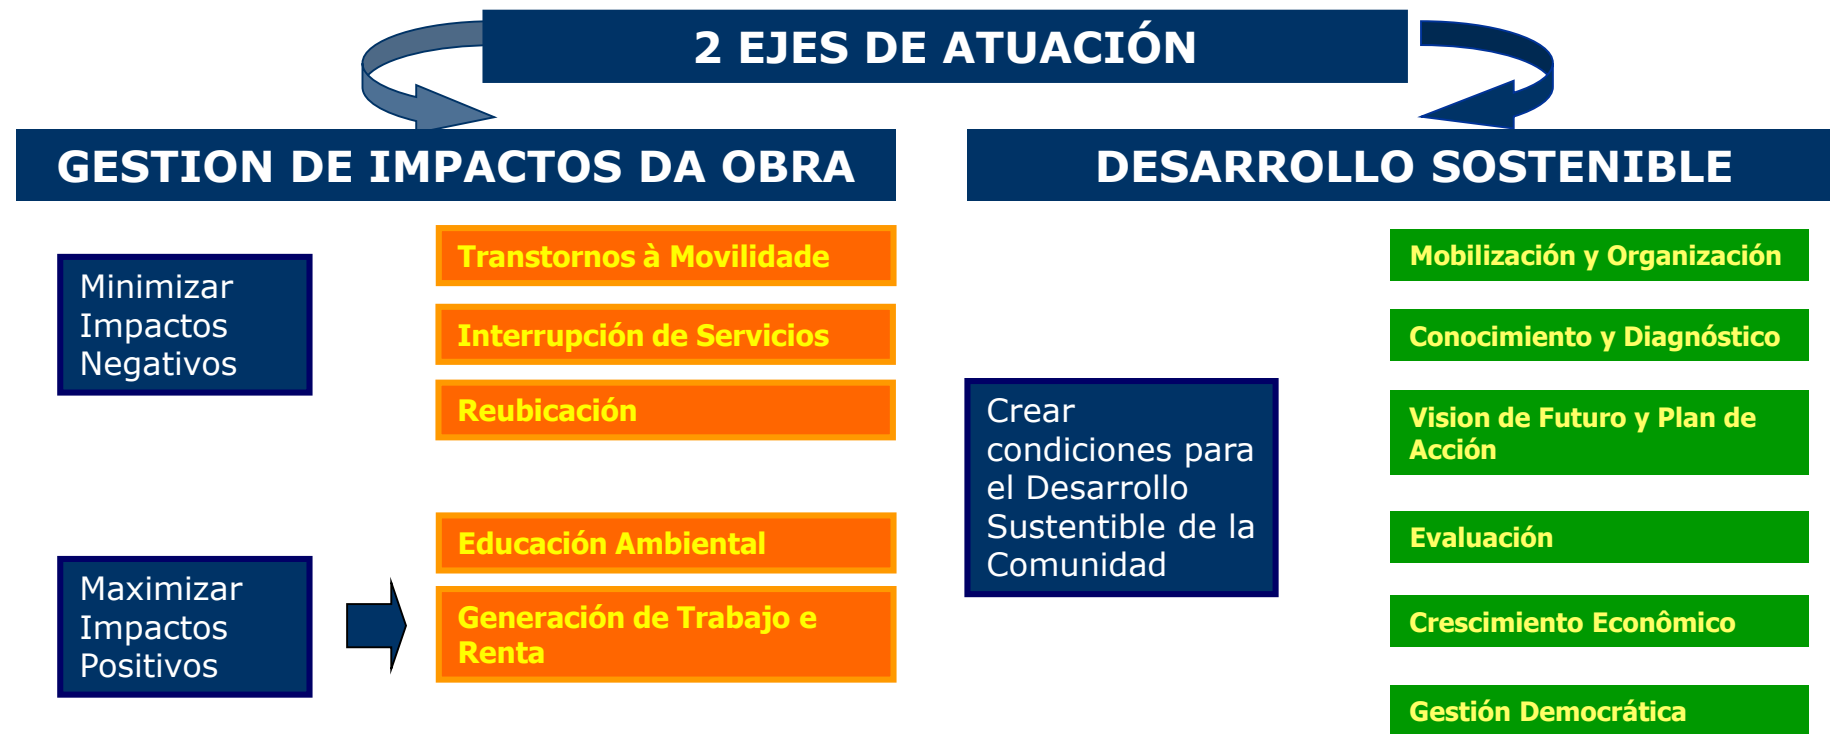 2 EJES DE ATUACIÓN
GESTION DE IMPACTOS DA OBRA
Minimizar
Impactos
Negativos
Transtornos à Movilidade
Interrupción de Servicios
Reubicación
Maximizar
Impactos
Positivos
Educación Ambiental
Generación de Trabajo e
Renta
DESARROLLO SOSTENIBLE
Crear
condiciones para
el Desarrollo
Sustentible de la
Comunidad
Mobilización y Organización
Conocimiento y Diagnóstico
Vision de Futuro y Plan de
Acción
Evaluación
Crescimiento Econômico
Gestión Democrática